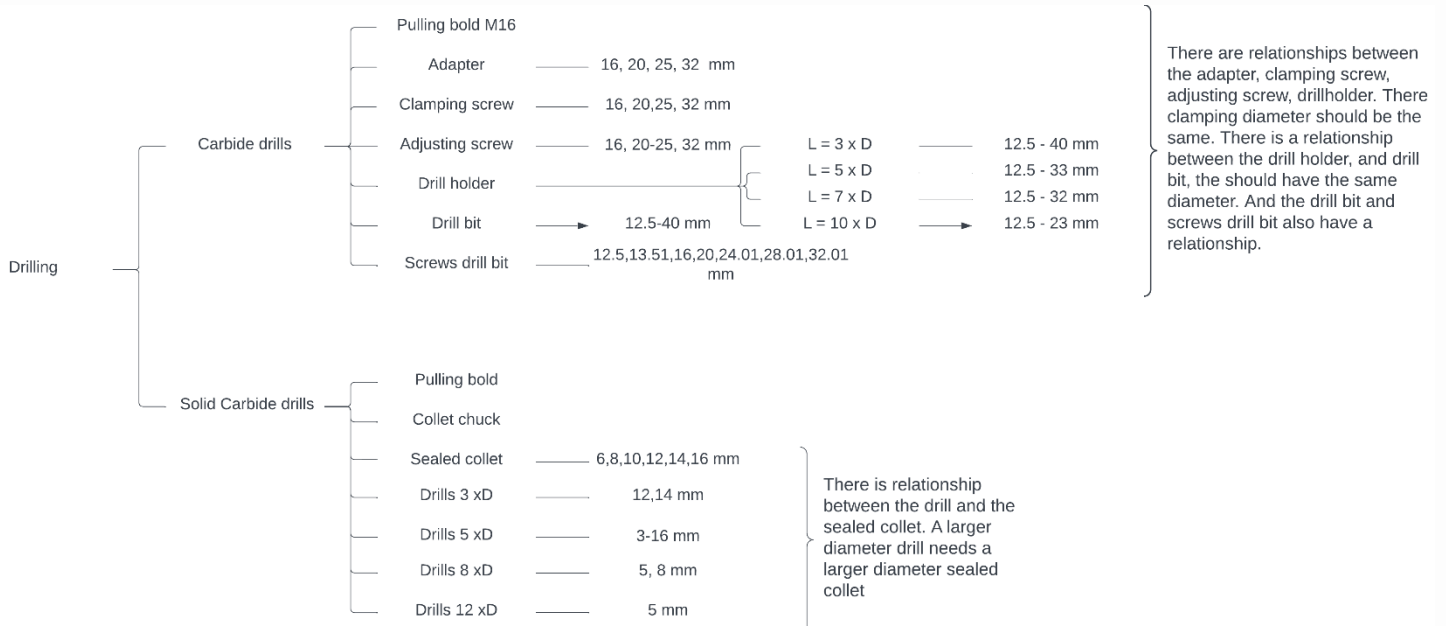 Drilling
Carbide drills
Pulling bold M16
Adapter
16, 20, 25, 32 mm
Clamping screw
16, 20,25, 32 mm
Adjusting screw
16, 20-25, 32 mm
Drill holder
L = 3 x D
12.5 - 40 mm
L = 5 x D
12.5 - 33 mm
L = 7 x D
12.5 - 32 mm
L = 10 x D
12.5 - 23 mm
Drill bit
12.5-40 mm
Screws drill bit
12.5,13.51,16,20,24.01,28.01,32.01
mm
There are relationships between
the adapter, clamping screw,
adjusting screw, drillholder. There
clamping diameter should be the
same. There is a relationship
between the drill holder, and drill
bit, the should have the same
diameter. And the drill bit and
screws drill bit also have a
relationship.
Solid Carbide drills
Pulling bold
Collet chuck
Sealed collet
6,8,10,12,14,16 mm
Drills 3 xD
12,14 mm
Drills 5 xD
3-16 mm
Drills 8 xD
5, 8 mm
Drills 12 xD
5 mm
There is relationship
between the drill and the
sealed collet. A larger
diameter drill needs a
larger diameter sealed
collet